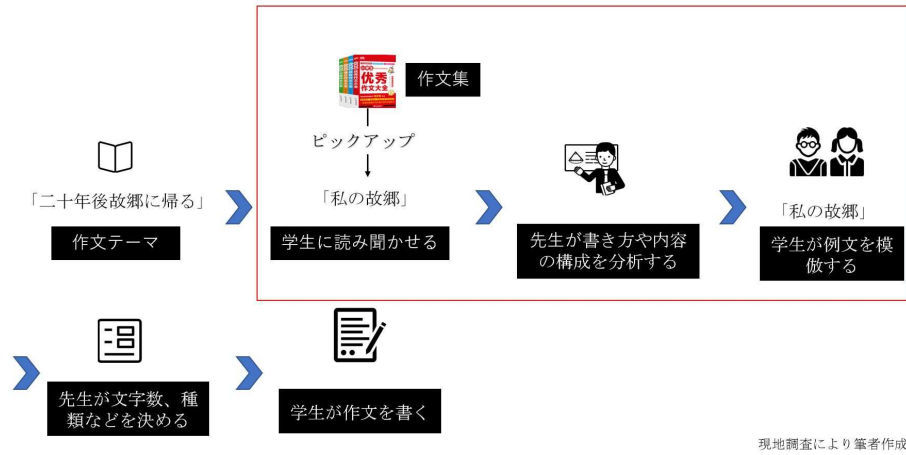 优秀
作文大全
作文集
ピックアップ
「二十年後故郷に帰る」
作文テーマ
「私の故郷」
学生に読み聞かせる
先生が書き方や内容
の構成を分析する
「私の故郷」
学生が例文を模
倣する
先生が文字数、種
類などを決める
学生が作文を書く
現地調査により筆者作成